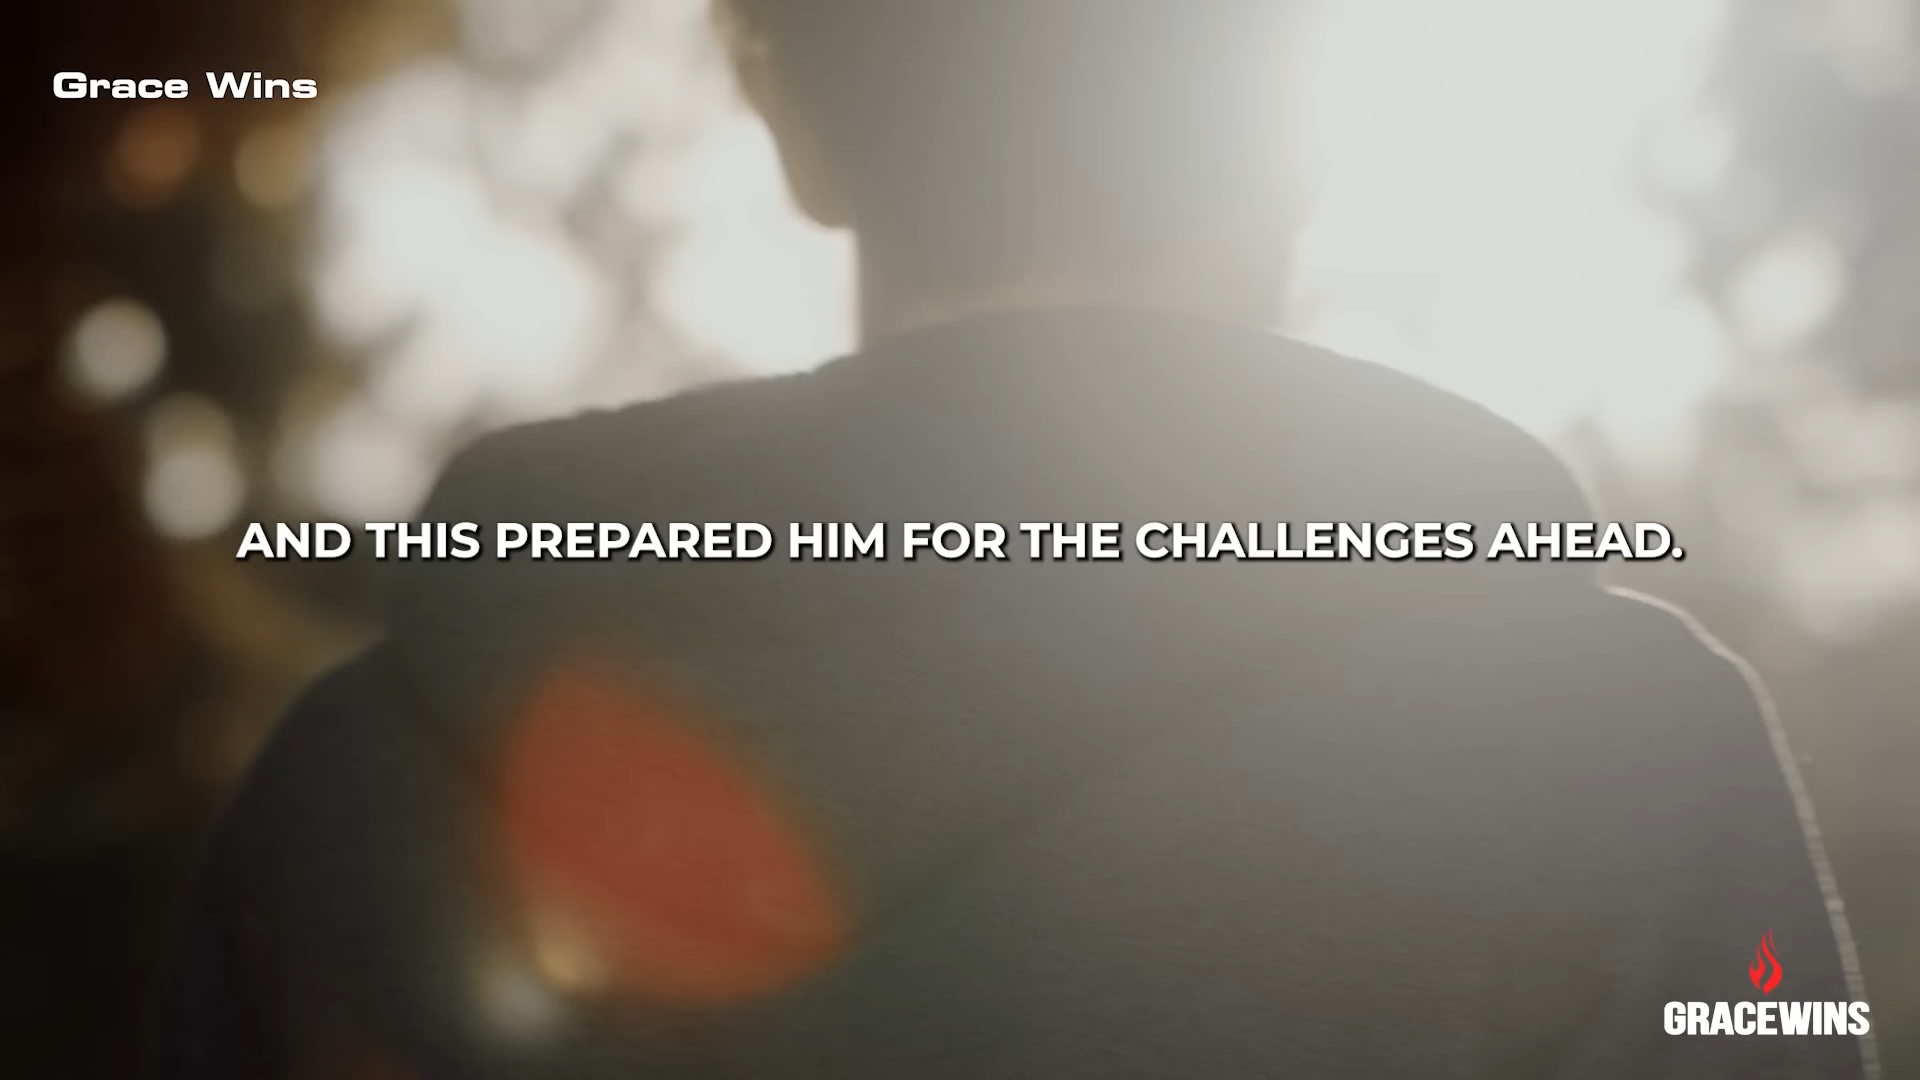 Grace Wins
AND THIS PREPARED HIM FOR THE CHALLENGES AHEAD.
GRACEWINS